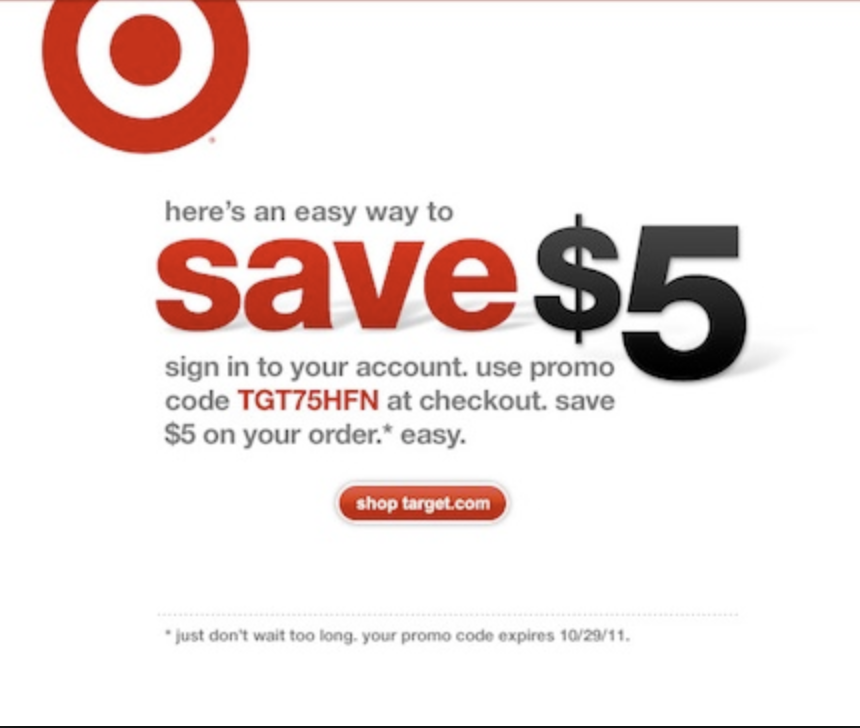 here's an easy way to
save $5
sign in to your account. use promo
code TGT75HFN at checkout. save
$5 on your order.* easy.
shop target.com
* just don't wait too long. your promo code expires 10/29/11.